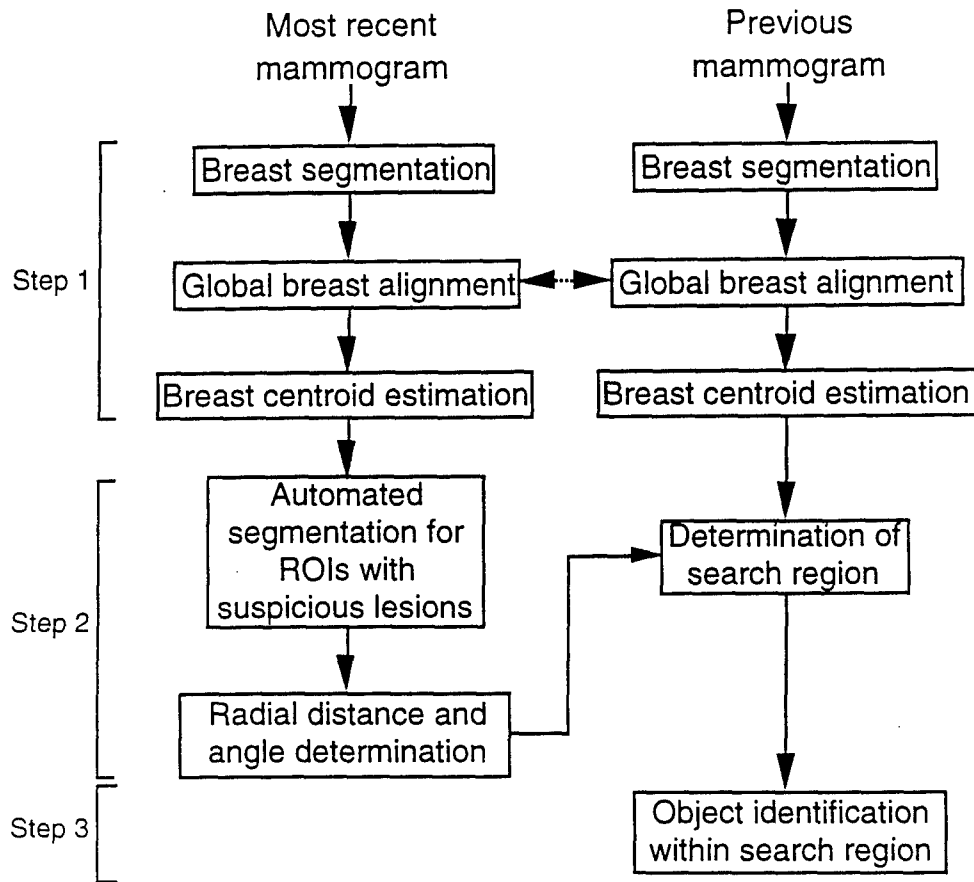 Most recent
mammogram
Previous
mammogram
Breast segmentation
Breast segmentation
Step 1
Global breast alignment
Global breast alignment
Breast centroid estimation
Breast centroid estimation
Step 2
Automated
segmentation for
ROIs with
suspicious lesions
Determination of
search region
Radial distance and
angle determination
Step 3
Object identification
within search region